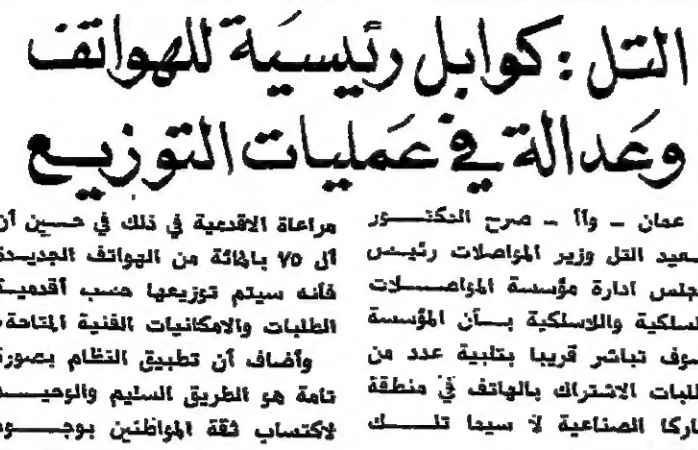 التل : كوابل رئيسية للهواتف
وعدالة في عمليات التوزيع
عمان _ وأأ _ صرح الدكتور
سعيد التل وزير المواصلات رئيس
مجلس ادارة مؤسسة المواصلات
السلكية واللاسلكية بأن المؤسسة
سوف تباشر قريبا بتلبية عدد من
طلبات الاشتراك بالهاتف في منطقة
ماركا الصناعية لا سيما تلك
مراعاة الاقدمية في ذلك في حين أن
الـ ٧٥ بالمائة من الهواتف الجديدة
فأنه سيتم توزيعها حسب أقدمية
الطلبات والامكانيات الفنية المتاحة.
وأضاف أن تطبيق النظام بصورة
تامة هو الطريق السليم والوحيد
لاكتساب ثقة المواطنين بوجود